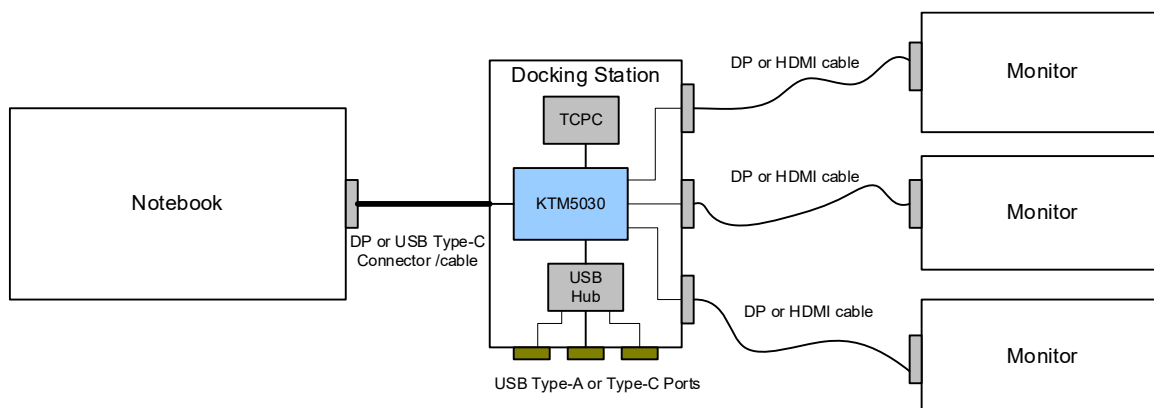 Notebook
DP or USB Type-C
Connector /cable
Docking Station
TCPC
KTM5030
USB
Hub
USB Type-A or Type-C Ports
DP or HDMI cable
Monitor
DP or HDMI cable
Monitor
DP or HDMI cable
Monitor